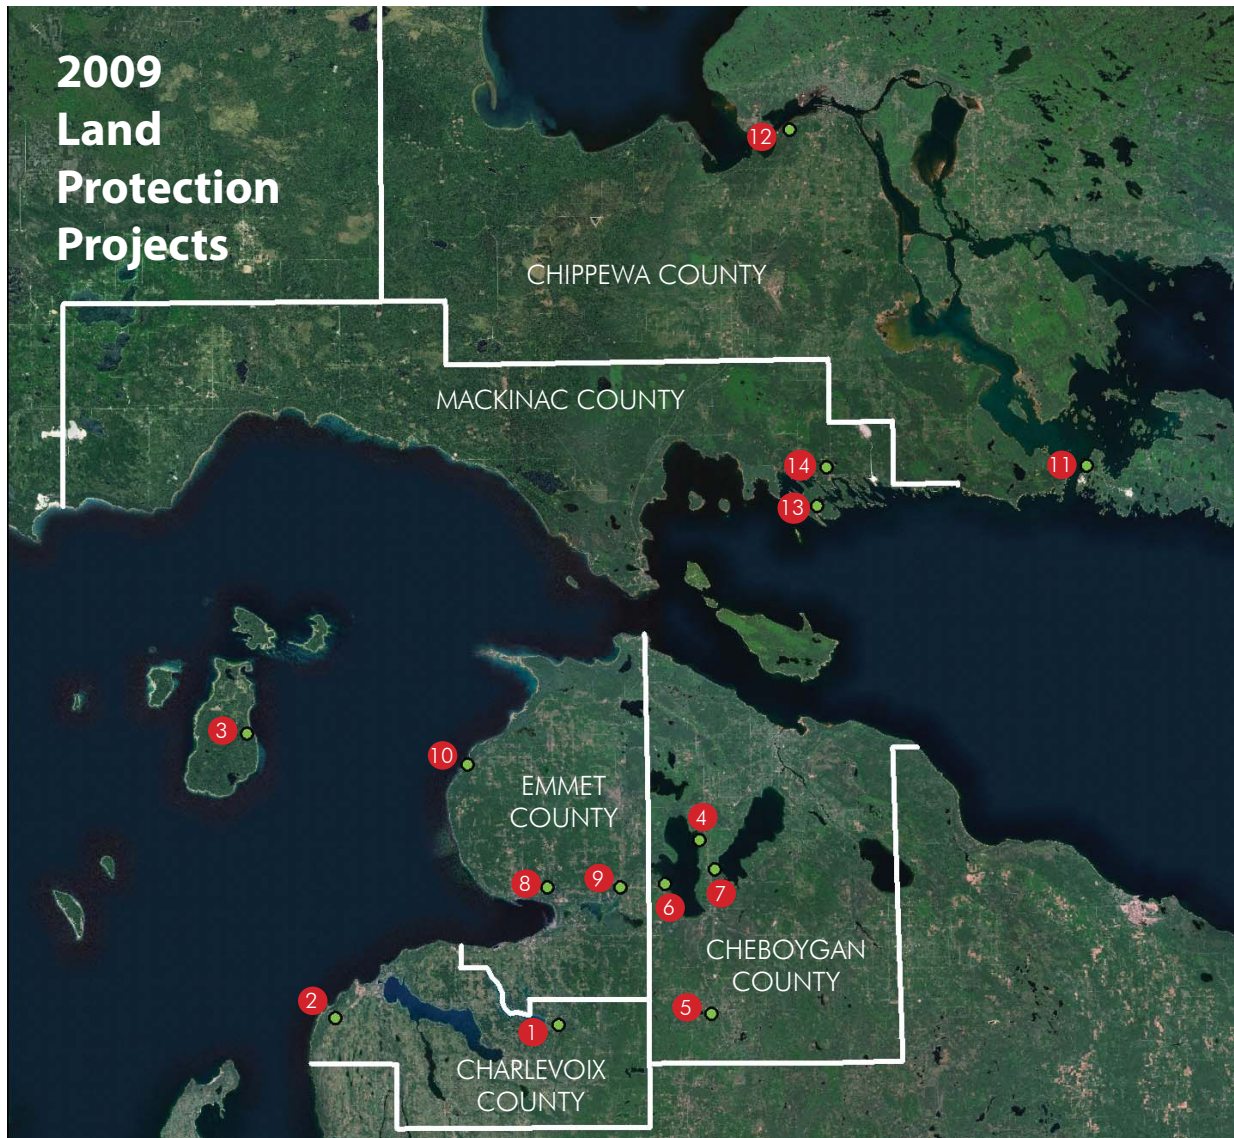 2009
Land
Protection
Projects
12
CHIPPEWA COUNTY
MACKINAC COUNTY
14
11
13
3
10
EMMET
COUNTY
4
8
9
6
7
CHEBOYGAN
COUNTY
2
5
1
CHARLEVOIX
COUNTY